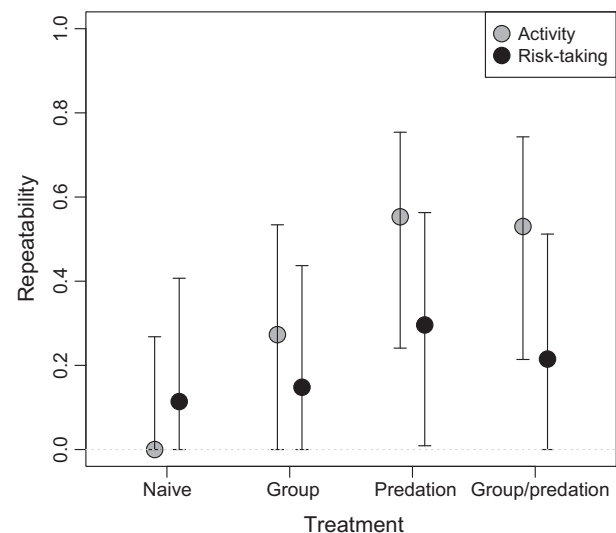 Activity
Risk-taking
Repeatability
1.0
0.8
0.6
0.4
0.2
0.0
Naive Group Predation Group/predation
Treatment